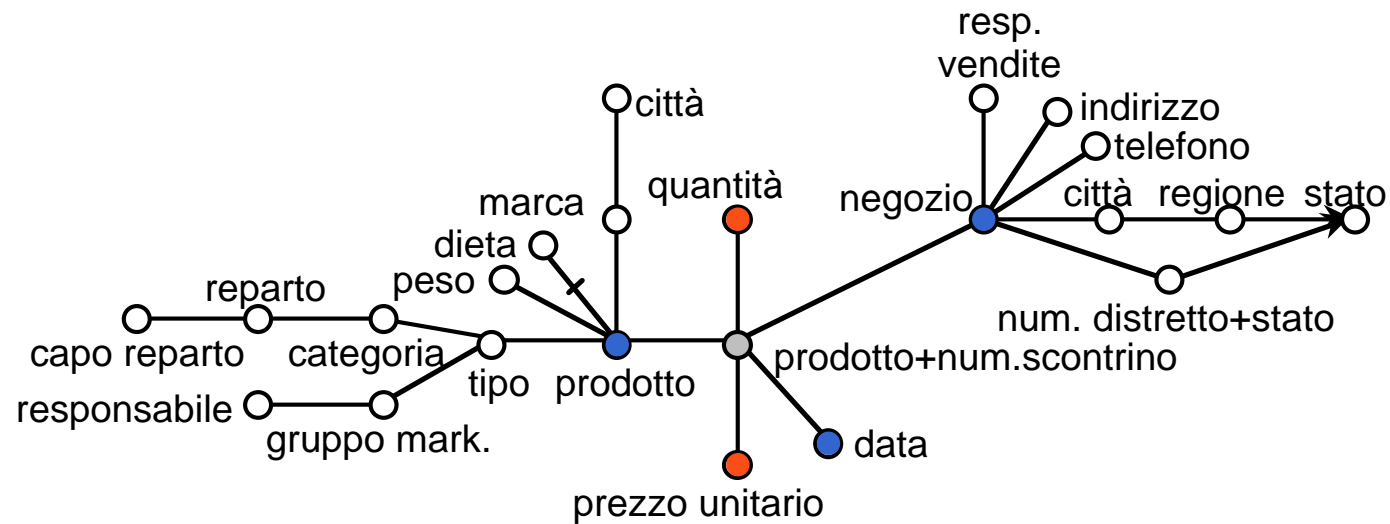 resp.
vendite
città
indirizzo
telefono
quantità
negozio
città
regione
stato
marca
dieta
peso
reparto
num. distretto+stato
capo reparto
categoria
tipo
prodotto
prodotto+num.scontrino
responsabile
gruppo mark.
data
prezzo unitario